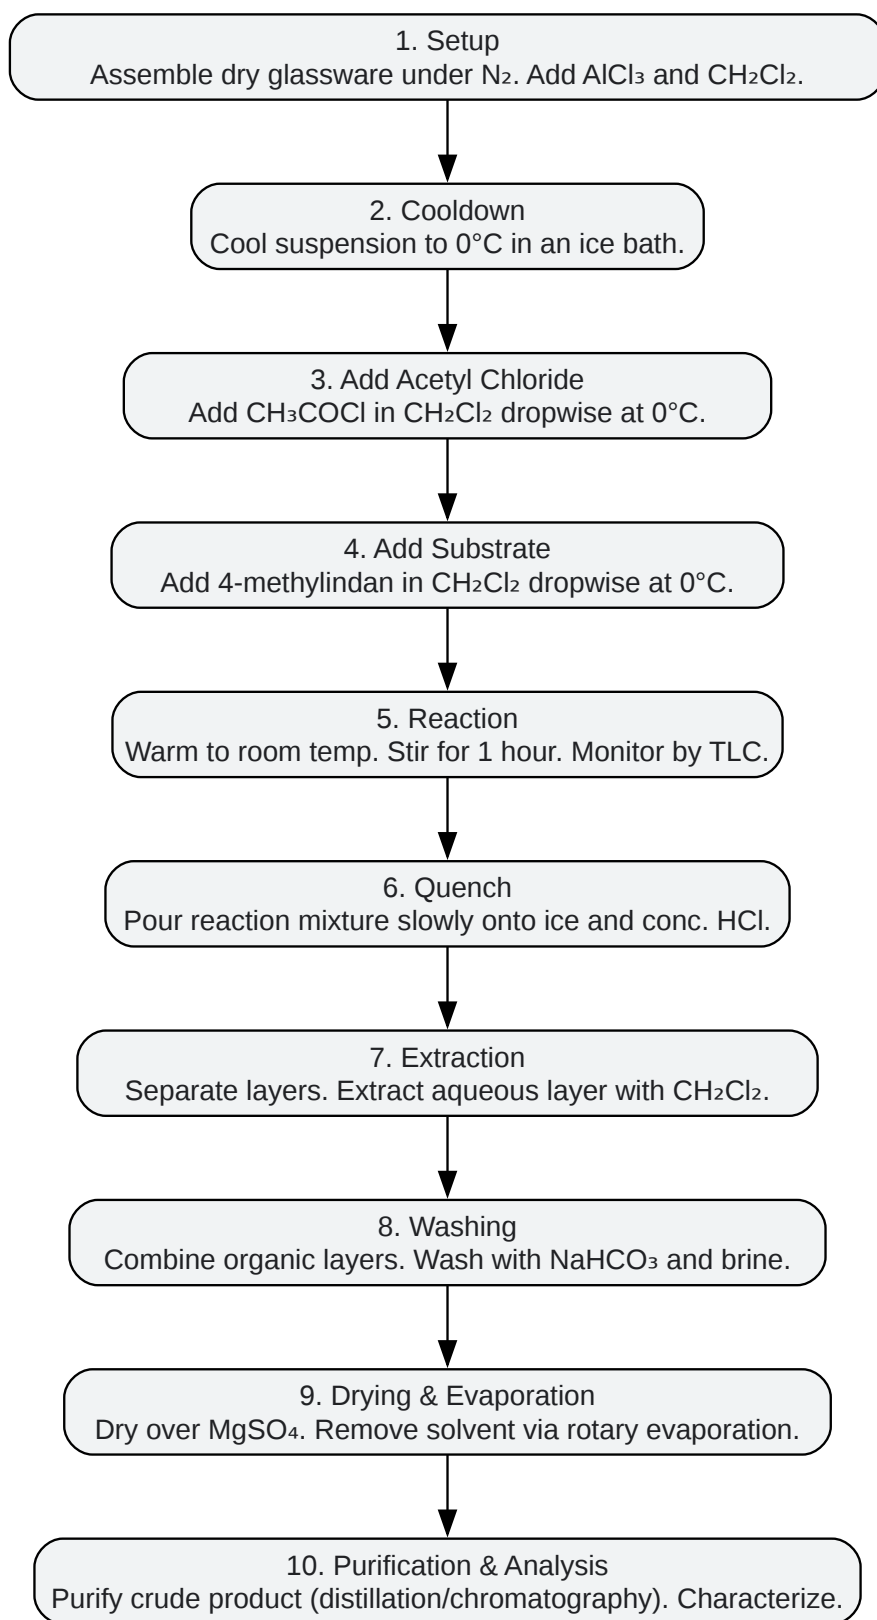 1. Setup
Assemble dry glassware under N₂. Add AlCl₃ and CH₂Cl₂.
2. Cooldown
Cool suspension to 0°C in an ice bath.
3. Add Acetyl Chloride
Add CH₃COCl in CH₂Cl₂ dropwise at 0°C.
4. Add Substrate
Add 4-methylindan in CH₂Cl₂ dropwise at 0°C.
5. Reaction
Warm to room temp. Stir for 1 hour. Monitor by TLC.
6. Quench
Pour reaction mixture slowly onto ice and conc. HCl.
7. Extraction
Separate layers. Extract aqueous layer with CH₂Cl₂.
8. Washing
Combine organic layers. Wash with NaHCO₃ and brine.
9. Drying & Evaporation
Dry over MgSO₄. Remove solvent via rotary evaporation.
10. Purification & Analysis
Purify crude product (distillation/chromatography). Characterize.